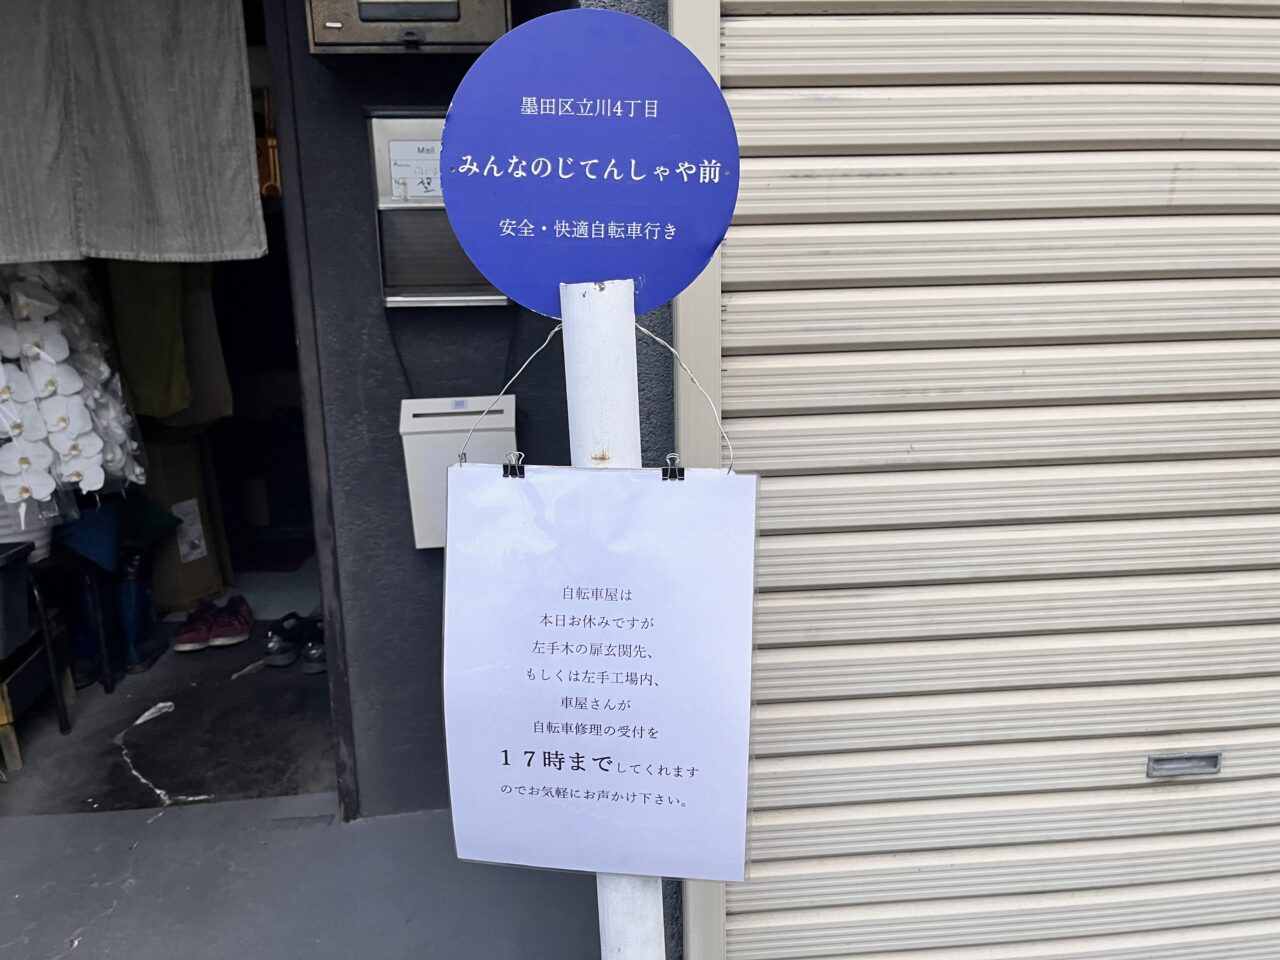 墨田区立川4丁目
みんなのじてんしゃや前
安全・快適自転車行き
Mail
自転車屋は
本日お休みですが
左手木の扉玄関先、
もしくは左手工場内、
車屋さんが
自転車修理の受付を
１７時までしてくれます
のでお気軽にお声かけ下さい。